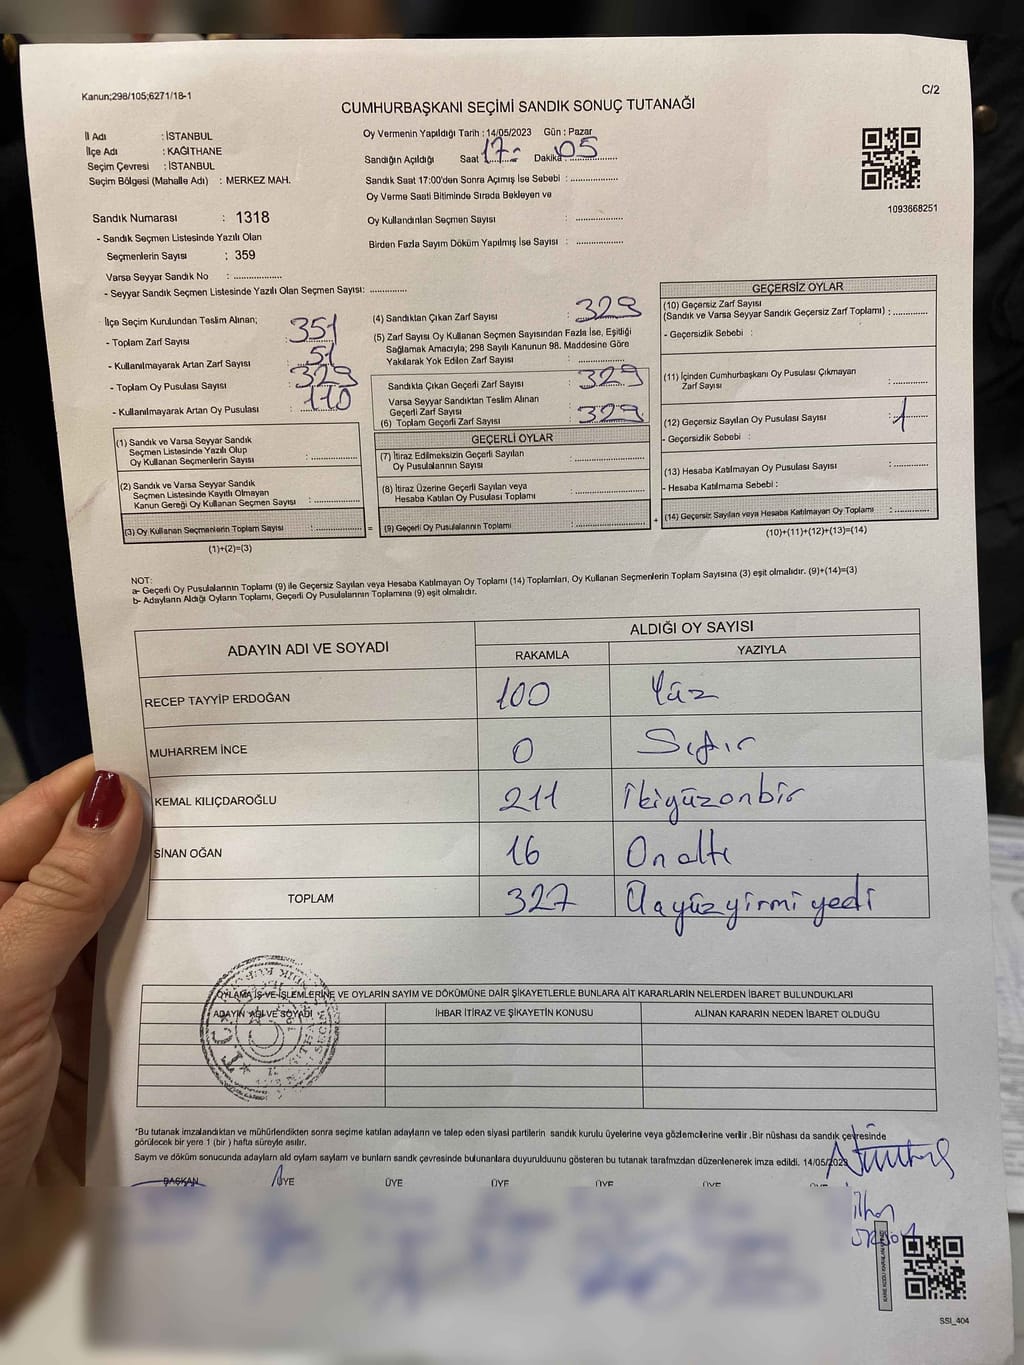 Kanun;298/105;6271/18-1
C/2
CUMHURBAŞKANI SEÇİMİ SANDIK SONUÇ TUTANAĞI
İl Adı : İSTANBUL
İlçe Adı : KAĞITHANE
Seçim Çevresi : İSTANBUL
Seçim Bölgesi (Mahalle Adı) : MERKEZ MAH.
Sandık Numarası : 1318
- Sandık Seçmen Listesinde Yazılı Olan
Seçmenlerin Sayısı : 359
Varsa Seyyar Sandık No : ................
- Seyyar Sandık Seçmen Listesinde Yazılı Olan Seçmen Sayısı: ............
Oy Vermenin Yapıldığı Tarih : 14/05/2023 Gün : Pazar
Sandığın Açıldığı Saat 17:- Dakika 05
Sandık Saat 17:00'den Sonra Açımış İse Sebebi : ...............
Oy Verme Saati Bitiminde Sırada Bekleyen ve
Oy Kullandırılan Seçmen Sayısı : ...............
Birden Fazla Sayım Döküm Yapılmış İse Sayısı : ...............
1093668251
İlçe Seçim Kurulundan Teslim Alınan;
- Toplam Zarf Sayısı : 351
- Kullanılmayarak Artan Zarf Sayısı : 51
- Toplam Oy Pusulası Sayısı : 329
- Kullanılmayarak Artan Oy Pusulası : 110
(4) Sandıktan Çıkan Zarf Sayısı : 329
(5) Zarf Sayısı Oy Kullanan Seçmen Sayısından Fazla İse, Eşitliği
Sağlamak Amacıyla; 298 Sayılı Kanunun 98. Maddesine Göre
Yakılarak Yok Edilen Zarf Sayısı : ...............
Sandıkta Çıkan Geçerli Zarf Sayısı : 329
Varsa Seyyar Sandıktan Teslim Alınan
Geçerli Zarf Sayısı
(6) Toplam Geçerli Zarf Sayısı : 329
GEÇERSİZ OYLAR
(10) Geçersiz Zarf Sayısı
(Sandık ve Varsa Seyyar Sandık Geçersiz Zarf Toplamı) : ............
- Geçersizlik Sebebi :
(11) İçinden Cumhurbaşkanı Oy Pusulası Çıkmayan
Zarf Sayısı : ............
(12) Geçersiz Sayılan Oy Pusulası Sayısı : 1
- Geçersizlik Sebebi :
(13) Hesaba Katılmayan Oy Pusulası Sayısı : ............
- Hesaba Katılmama Sebebi :
(14) Geçersiz Sayılan veya Hesaba Katılmayan Oy Toplamı : ............
(10)+(11)+(12)+(13)=(14)
(1) Sandık ve Varsa Seyyar Sandık
Seçmen Listesinde Yazılı Olup
Oy Kullanan Seçmenlerin Sayısı : ...............
(2) Sandık ve Varsa Seyyar Sandık
Seçmen Listesinde Kayıtlı Olmayan
Kanun Gereği Oy Kullanan Seçmen Sayısı : ...............
(3) Oy Kullanan Seçmenlerin Toplam Sayısı : ............... =
(1)+(2)=(3)
GEÇERLİ OYLAR
(7) İtiraz Edilmeksizin Geçerli Sayılan
Oy Pusulalarının Sayısı : ...............
(8) İtiraz Üzerine Geçerli Sayılan veya
Hesaba Katılan Oy Pusulası Toplamı : ...............
(9) Geçerli Oy Pusulalarının Toplamı : ............... +
NOT:
a- Geçerli Oy Pusulalarının Toplamı (9) ile Geçersiz Sayılan veya Hesaba Katılmayan Oy Toplamı (14) Toplamları, Oy Kullanan Seçmenlerin Toplam Sayısına (3) eşit olmalıdır. (9)+(14)=(3)
b- Adayların Aldığı Oyların Toplamı, Geçerli Oy Pusulalarının Toplamına (9) eşit olmalıdır.
ADAYIN ADI VE SOYADI
ALDIĞI OY SAYISI
RAKAMLA YAZIYLA
RECEP TAYYİP ERDOĞAN 100 Yüz
MUHARREM İNCE 0 Sıfır
KEMAL KILIÇDAROĞLU 211 İkiyüzonbir
SİNAN OĞAN 16 On altı
TOPLAM 327 Üçyüzyirmi yedi
OYLAMA İŞ VE İŞLEMLERİNE VE OYLARIN SAYIM VE DÖKÜMÜNE DAİR ŞİKAYETLERLE BUNLARA AİT KARARLARIN NELERDEN İBARET BULUNDUKLARI
ADAYIN ADI VE SOYADI İHBAR İTİRAZ VE ŞİKAYETİN KONUSU ALINAN KARARIN NEDEN İBARET OLDUĞU
*Bu tutanak imzalandıktan ve mühürlendikten sonra seçime katılan adayların ve talep eden siyasi partilerin sandık kurulu üyelerine veya gözlemcilerine verilir .Bir nüshası da sandık çevresinde
görülecek bir yere 1 (bir ) hafta süreyle asılır.
Sayım ve döküm sonucunda adayların ald oyların sayıları ve bunların sandık çevresinde bulunanlara duyurulduunu gösteren bu tutanak tarafmızdan düzenlenerek imza edildi. 14/05/2023
BAŞKAN ÜYE ÜYE ÜYE ÜYE ÜYE
İlhan
SSI_404